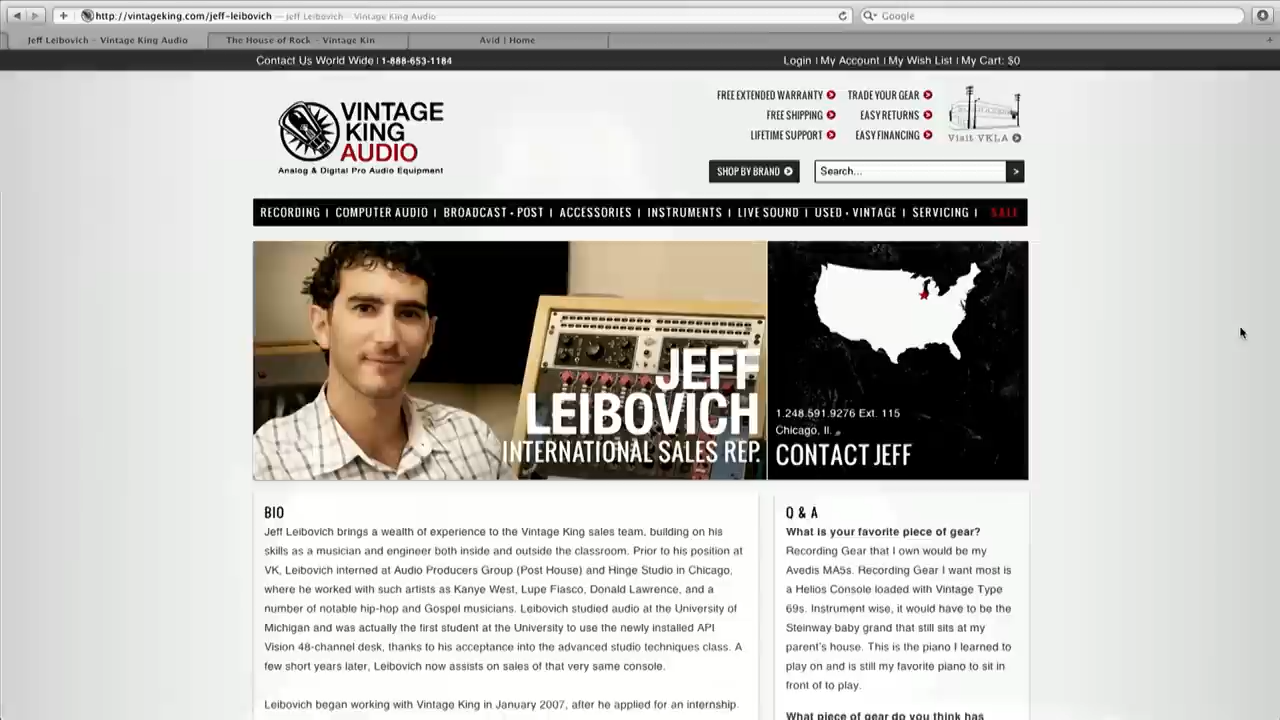 http://vintageking.com/jeff-leibovich — Jeff Leibovich – Vintage King Audio
Google
Jeff Leibovich – Vintage King Audio
The House of Rock – Vintage Kin
Avid | Home
Contact Us World Wide | 1-888-653-1184
Login | My Account | My Wish List | My Cart: $0
VINTAGE
KING
AUDIO
Analog & Digital Pro Audio Equipment
FREE EXTENDED WARRANTY
TRADE YOUR GEAR
FREE SHIPPING
EASY RETURNS
LIFETIME SUPPORT
EASY FINANCING
Visit VKLA
SHOP BY BRAND
Search...
>
RECORDING | COMPUTER AUDIO | BROADCAST • POST | ACCESSORIES | INSTRUMENTS | LIVE SOUND | USED • VINTAGE | SERVICING | SALE
JEFF
LEIBOVICH
INTERNATIONAL SALES REP.
1.248.591.9276 Ext. 115
Chicago, Il.
CONTACT JEFF
BIO
Jeff Leibovich brings a wealth of experience to the Vintage King sales team, building on his
skills as a musician and engineer both inside and outside the classroom. Prior to his position at
VK, Leibovich interned at Audio Producers Group (Post House) and Hinge Studio in Chicago,
where he worked with such artists as Kanye West, Lupe Fiasco, Donald Lawrence, and a
number of notable hip-hop and Gospel musicians. Leibovich studied audio at the University of
Michigan and was actually the first student at the University to use the newly installed API
Vision 48-channel desk, thanks to his acceptance into the advanced studio techniques class. A
few short years later, Leibovich now assists on sales of that very same console.
Leibovich began working with Vintage King in January 2007, after he applied for an internship.
Q & A
What is your favorite piece of gear?
Recording Gear that I own would be my
Avedis MA5s. Recording Gear I want most is
a Helios Console loaded with Vintage Type
69s. Instrument wise, it would have to be the
Steinway baby grand that still sits at my
parent's house. This is the piano I learned to
play on and is still my favorite piano to sit in
front of to play.
What piece of gear do you think has